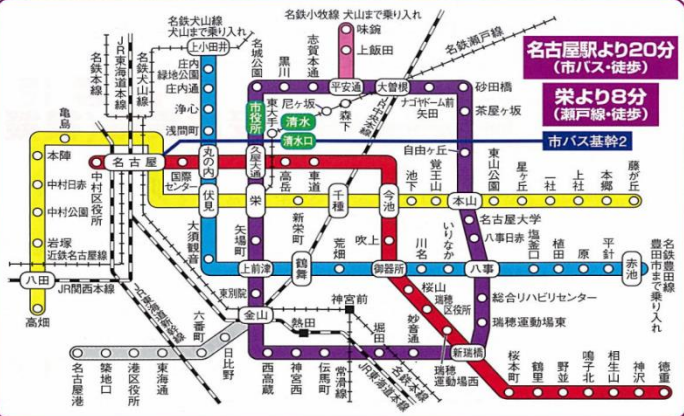 名鉄小牧線 犬山まで乗り入れ
名鉄犬山線
犬山まで乗り入れ
上小田井
味鋺
上飯田
名鉄瀬戸線
名鉄本線
JR東海道本線
名鉄犬山線
庄内
緑地公園
庄内通
浄心
浅間町
名城公園
黒川
志賀本通
平安通
大曽根
砂田橋
ナゴヤドーム前
矢田
茶屋ヶ坂
自由ヶ丘
市役所
東大手
尼ヶ坂
森下
JR中央本線
清水
清水口
名古屋駅より20分
(市バス・徒歩)
栄より8分
(瀬戸線・徒歩)
市バス基幹2
亀島
本陣
中村日赤
中村公園
岩塚
近鉄名古屋線
八田
JR関西本線
高畑
名古屋
中村区役所
国際
センター
丸の内
久屋大通
高岳
車道
伏見
栄
新栄町
千種
今池
池下
覚王山
本山
東山公園
星ヶ丘
一社
上社
本郷
藤が丘
名古屋大学
八事日赤
大須観音
矢場町
上前津
鶴舞
荒畑
吹上
御器所
川名
いりなか
八事
塩釜口
植田
原
平針
赤池
名鉄豊田線
豊田市まで乗り入れ
東別院
金山
JR東海道新幹線
六番町
日比野
東海通
港区役所
築地口
名古屋港
熱田
神宮前
西高蔵
神宮西
伝馬町
常滑線
JR東海道本線
名鉄本線
堀田
妙音通
新瑞橋
桜山
瑞穂
区役所
瑞穂
運動場西
総合リハビリセンター
瑞穂運動場東
桜本町
鶴里
野並
鳴子北
相生山
神沢
徳重